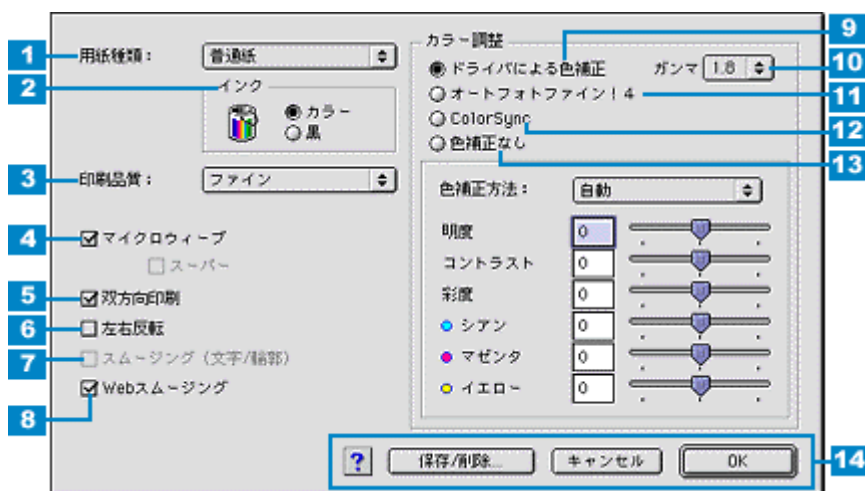 1 用紙種類： 普通紙
2 インク
カラー
黒
3 印刷品質： ファイン
4 マイクロウィーブ
スーパー
5 双方向印刷
6 左右反転
7 スムージング（文字/輪郭）
8 Webスムージング
カラー調整
9 ドライバによる色補正 ガンマ 1.8 10
オートフォトファイン！4 11
ColorSync 12
色補正なし 13
色補正方法： 自動
明度 0
コントラスト 0
彩度 0
シアン 0
マゼンタ 0
イエロー 0
? 保存/削除... キャンセル OK 14